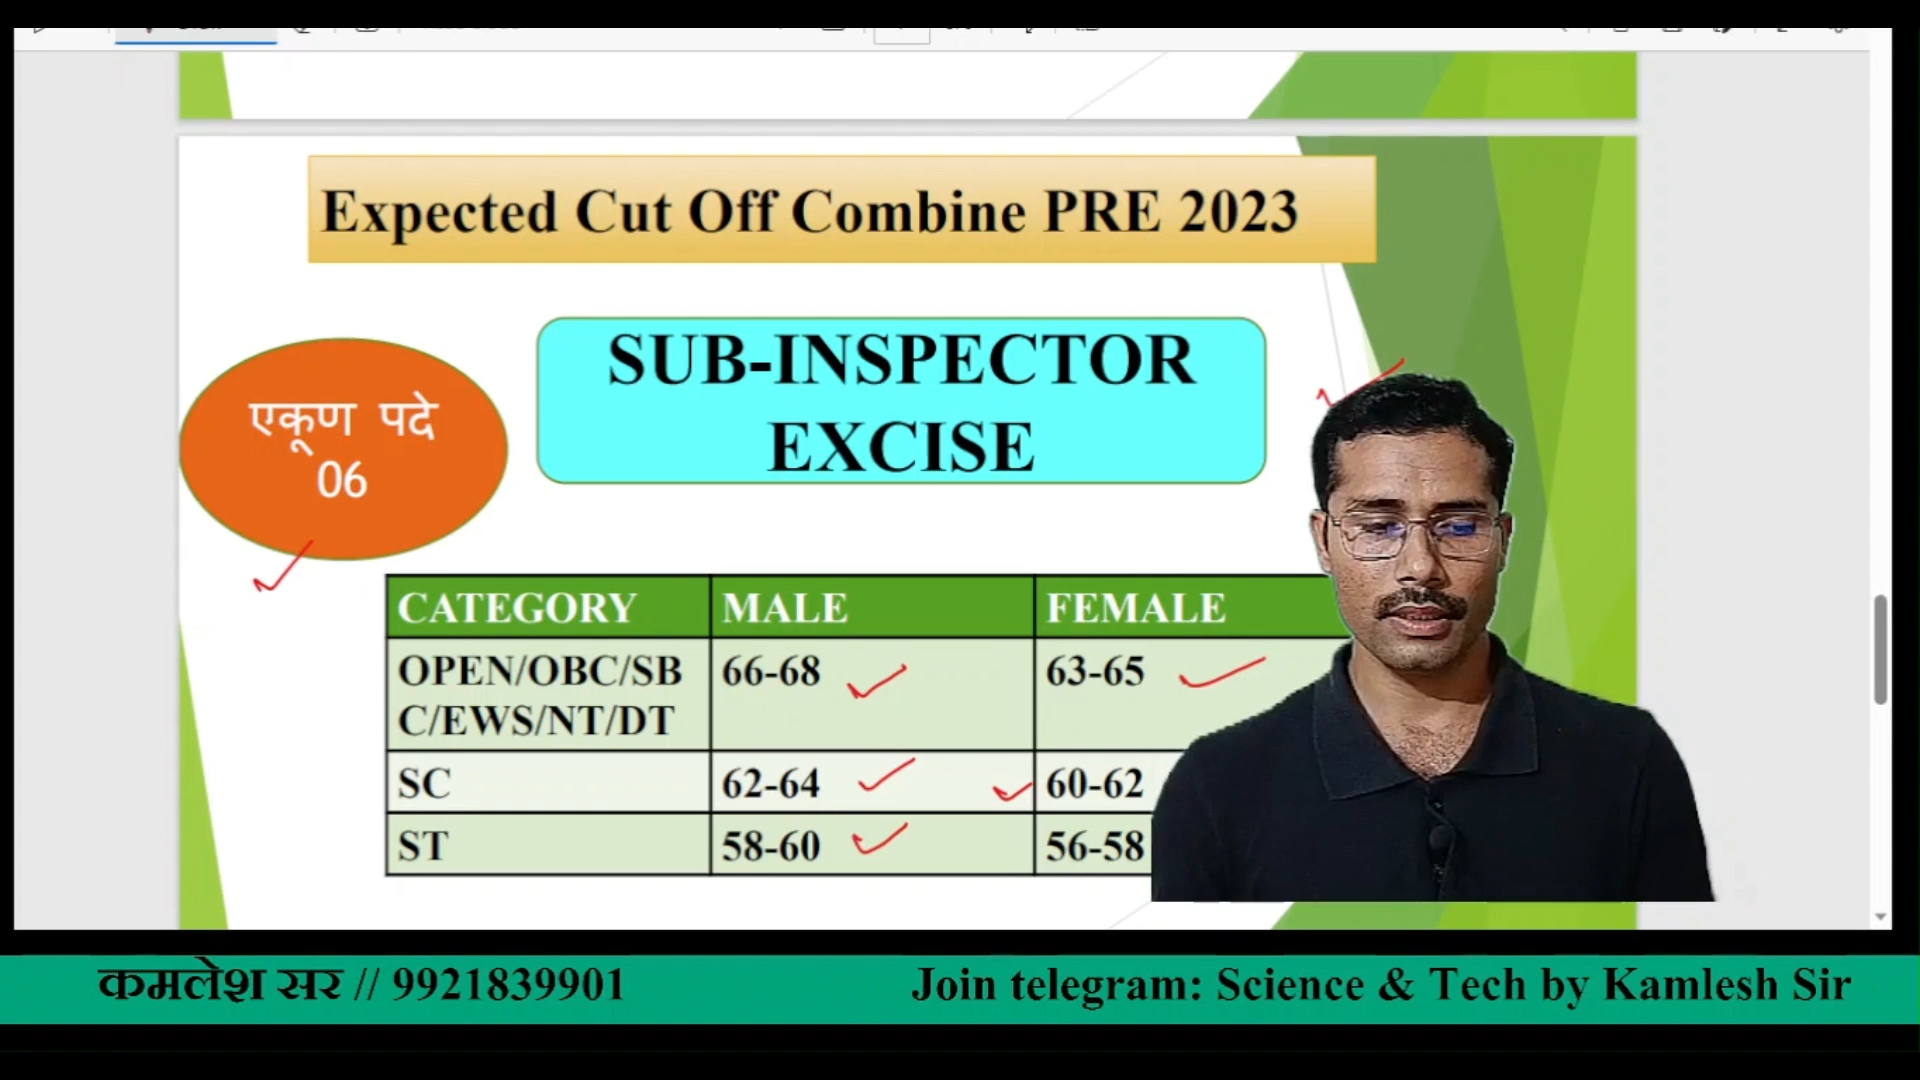 Expected Cut Off Combine PRE 2023
SUB-INSPECTOR
EXCISE
एकूण पदे
06
CATEGORY MALE FEMALE
OPEN/OBC/SB 66-68 63-65
C/EWS/NT/DT
SC 62-64 60-62
ST 58-60 56-58
कमलेश सर // 9921839901
Join telegram: Science & Tech by Kamlesh Sir